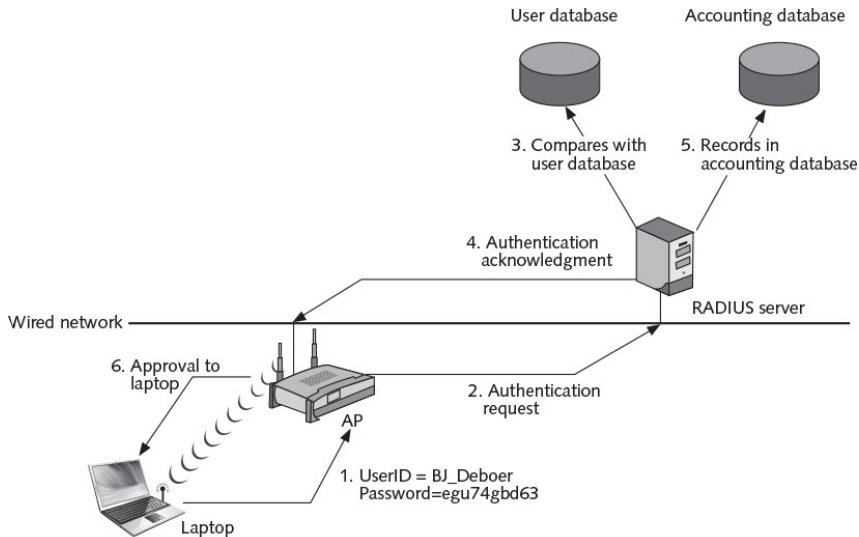 User database
Accounting database
3. Compares with
user database
5. Records in
accounting database
4. Authentication
acknowledgment
RADIUS server
Wired network
6. Approval to
laptop
2. Authentication
request
AP
1. UserID = BJ_Deboer
Password=egu74gbd63
Laptop